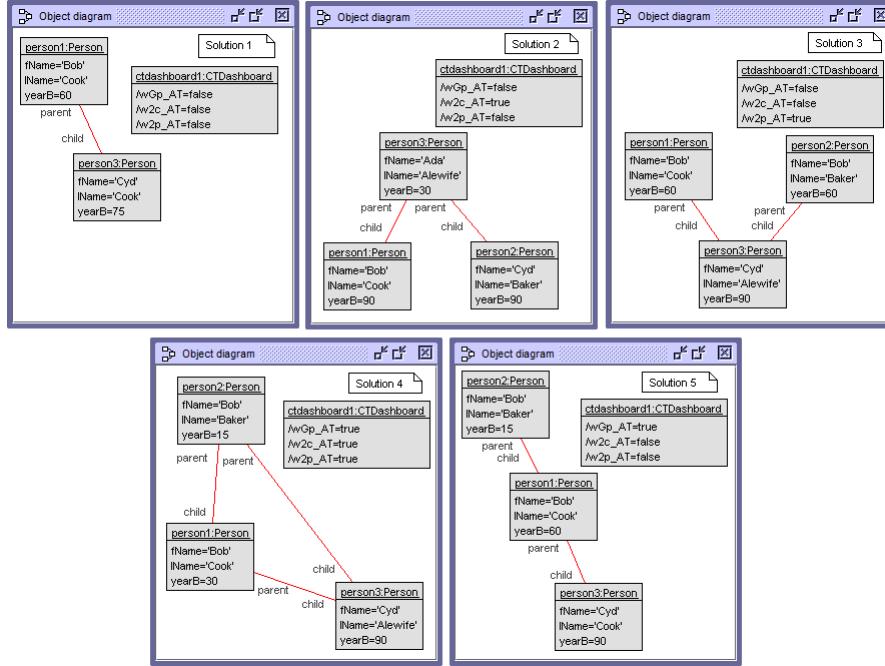 Object diagram
Solution 1
person1:Person
fName='Bob'
lName='Cook'
yearB=60
ctdashboard1:CTDashboard
/wGp_AT=false
/w2c_AT=false
/w2p_AT=false
parent
child
person3:Person
fName='Cyd'
lName='Cook'
yearB=75
Object diagram
Solution 2
ctdashboard1:CTDashboard
/wGp_AT=false
/w2c_AT=true
/w2p_AT=false
person3:Person
fName='Ada'
lName='Alewife'
yearB=30
parent parent
child child
person1:Person
fName='Bob'
lName='Cook'
yearB=90
person2:Person
fName='Cyd'
lName='Baker'
yearB=90
Object diagram
Solution 3
ctdashboard1:CTDashboard
/wGp_AT=false
/w2c_AT=false
/w2p_AT=true
person1:Person
fName='Bob'
lName='Cook'
yearB=60
person2:Person
fName='Bob'
lName='Baker'
yearB=60
parent parent
child child
person3:Person
fName='Cyd'
lName='Alewife'
yearB=90
Object diagram
Solution 4
person2:Person
fName='Bob'
lName='Baker'
yearB=15
ctdashboard1:CTDashboard
/wGp_AT=true
/w2c_AT=true
/w2p_AT=true
parent parent
child
person1:Person
fName='Bob'
lName='Cook'
yearB=30
child
parent
child
person3:Person
fName='Cyd'
lName='Alewife'
yearB=90
Object diagram
Solution 5
person2:Person
fName='Bob'
lName='Baker'
yearB=15
ctdashboard1:CTDashboard
/wGp_AT=true
/w2c_AT=false
/w2p_AT=false
parent
child
person1:Person
fName='Bob'
lName='Cook'
yearB=60
parent
child
person3:Person
fName='Cyd'
lName='Cook'
yearB=90